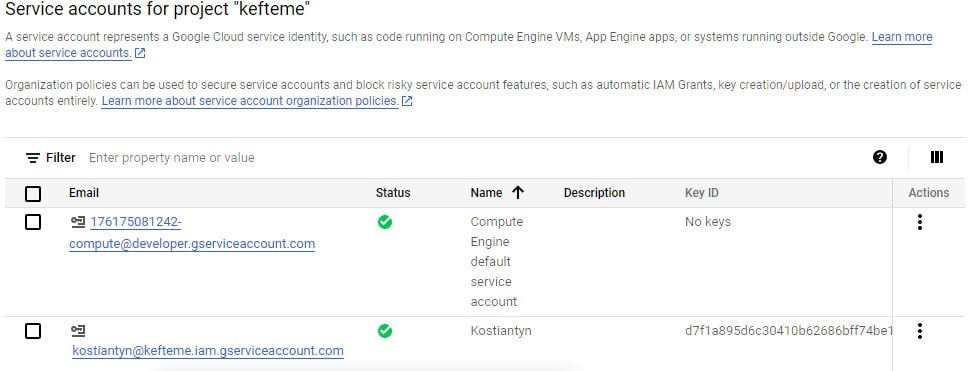 Service accounts for project "kefteme"
A service account represents a Google Cloud service identity, such as code running on Compute Engine VMs, App Engine apps, or systems running outside Google. Learn more
about service accounts.
Organization policies can be used to secure service accounts and block risky service account features, such as automatic IAM Grants, key creation/upload, or the creation of service
accounts entirely. Learn more about service account organization policies.
Filter Enter property name or value
Email Status Name Description Key ID Actions
176175081242-
compute@developer.gserviceaccount.com
Compute
Engine
default
service
account
No keys
kostiantyn@kefteme.iam.gserviceaccount.com
Kostiantyn
d7f1a895d6c30410b62686bff74be1